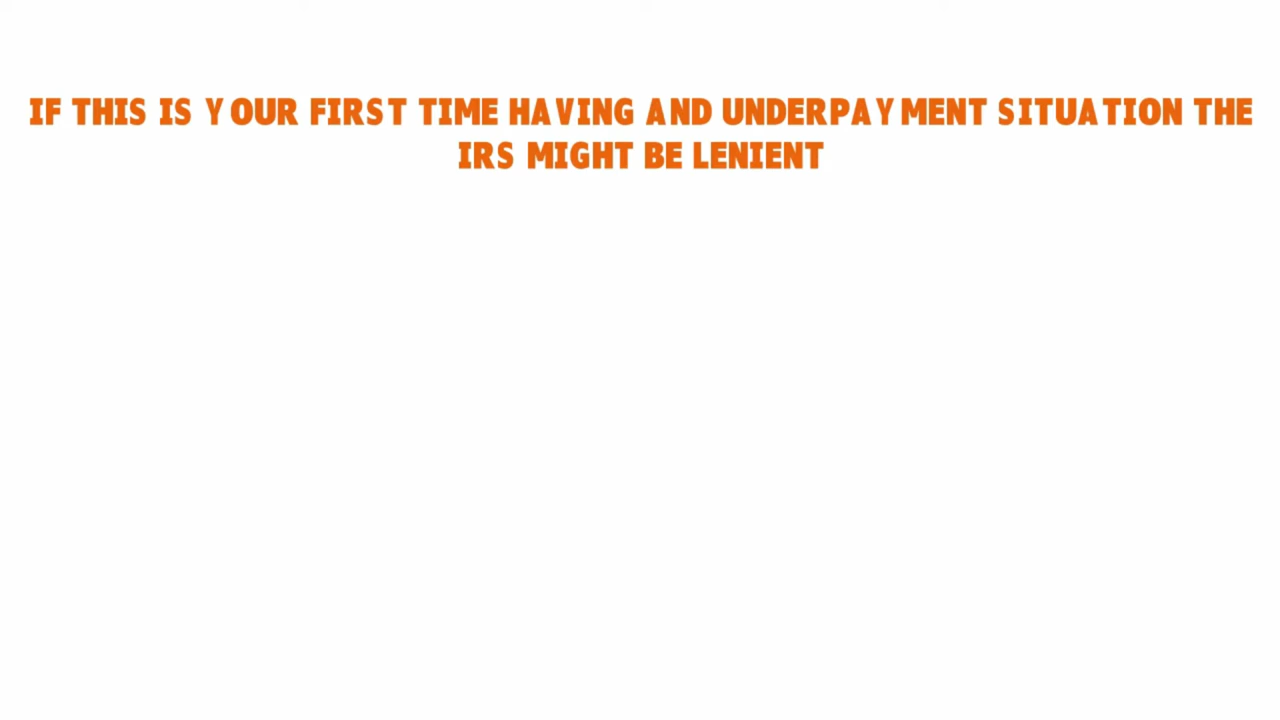 IF THIS IS YOUR FIRST TIME HAVING AND UNDERPAYMENT SITUATION THE
IRS MIGHT BE LENIENT